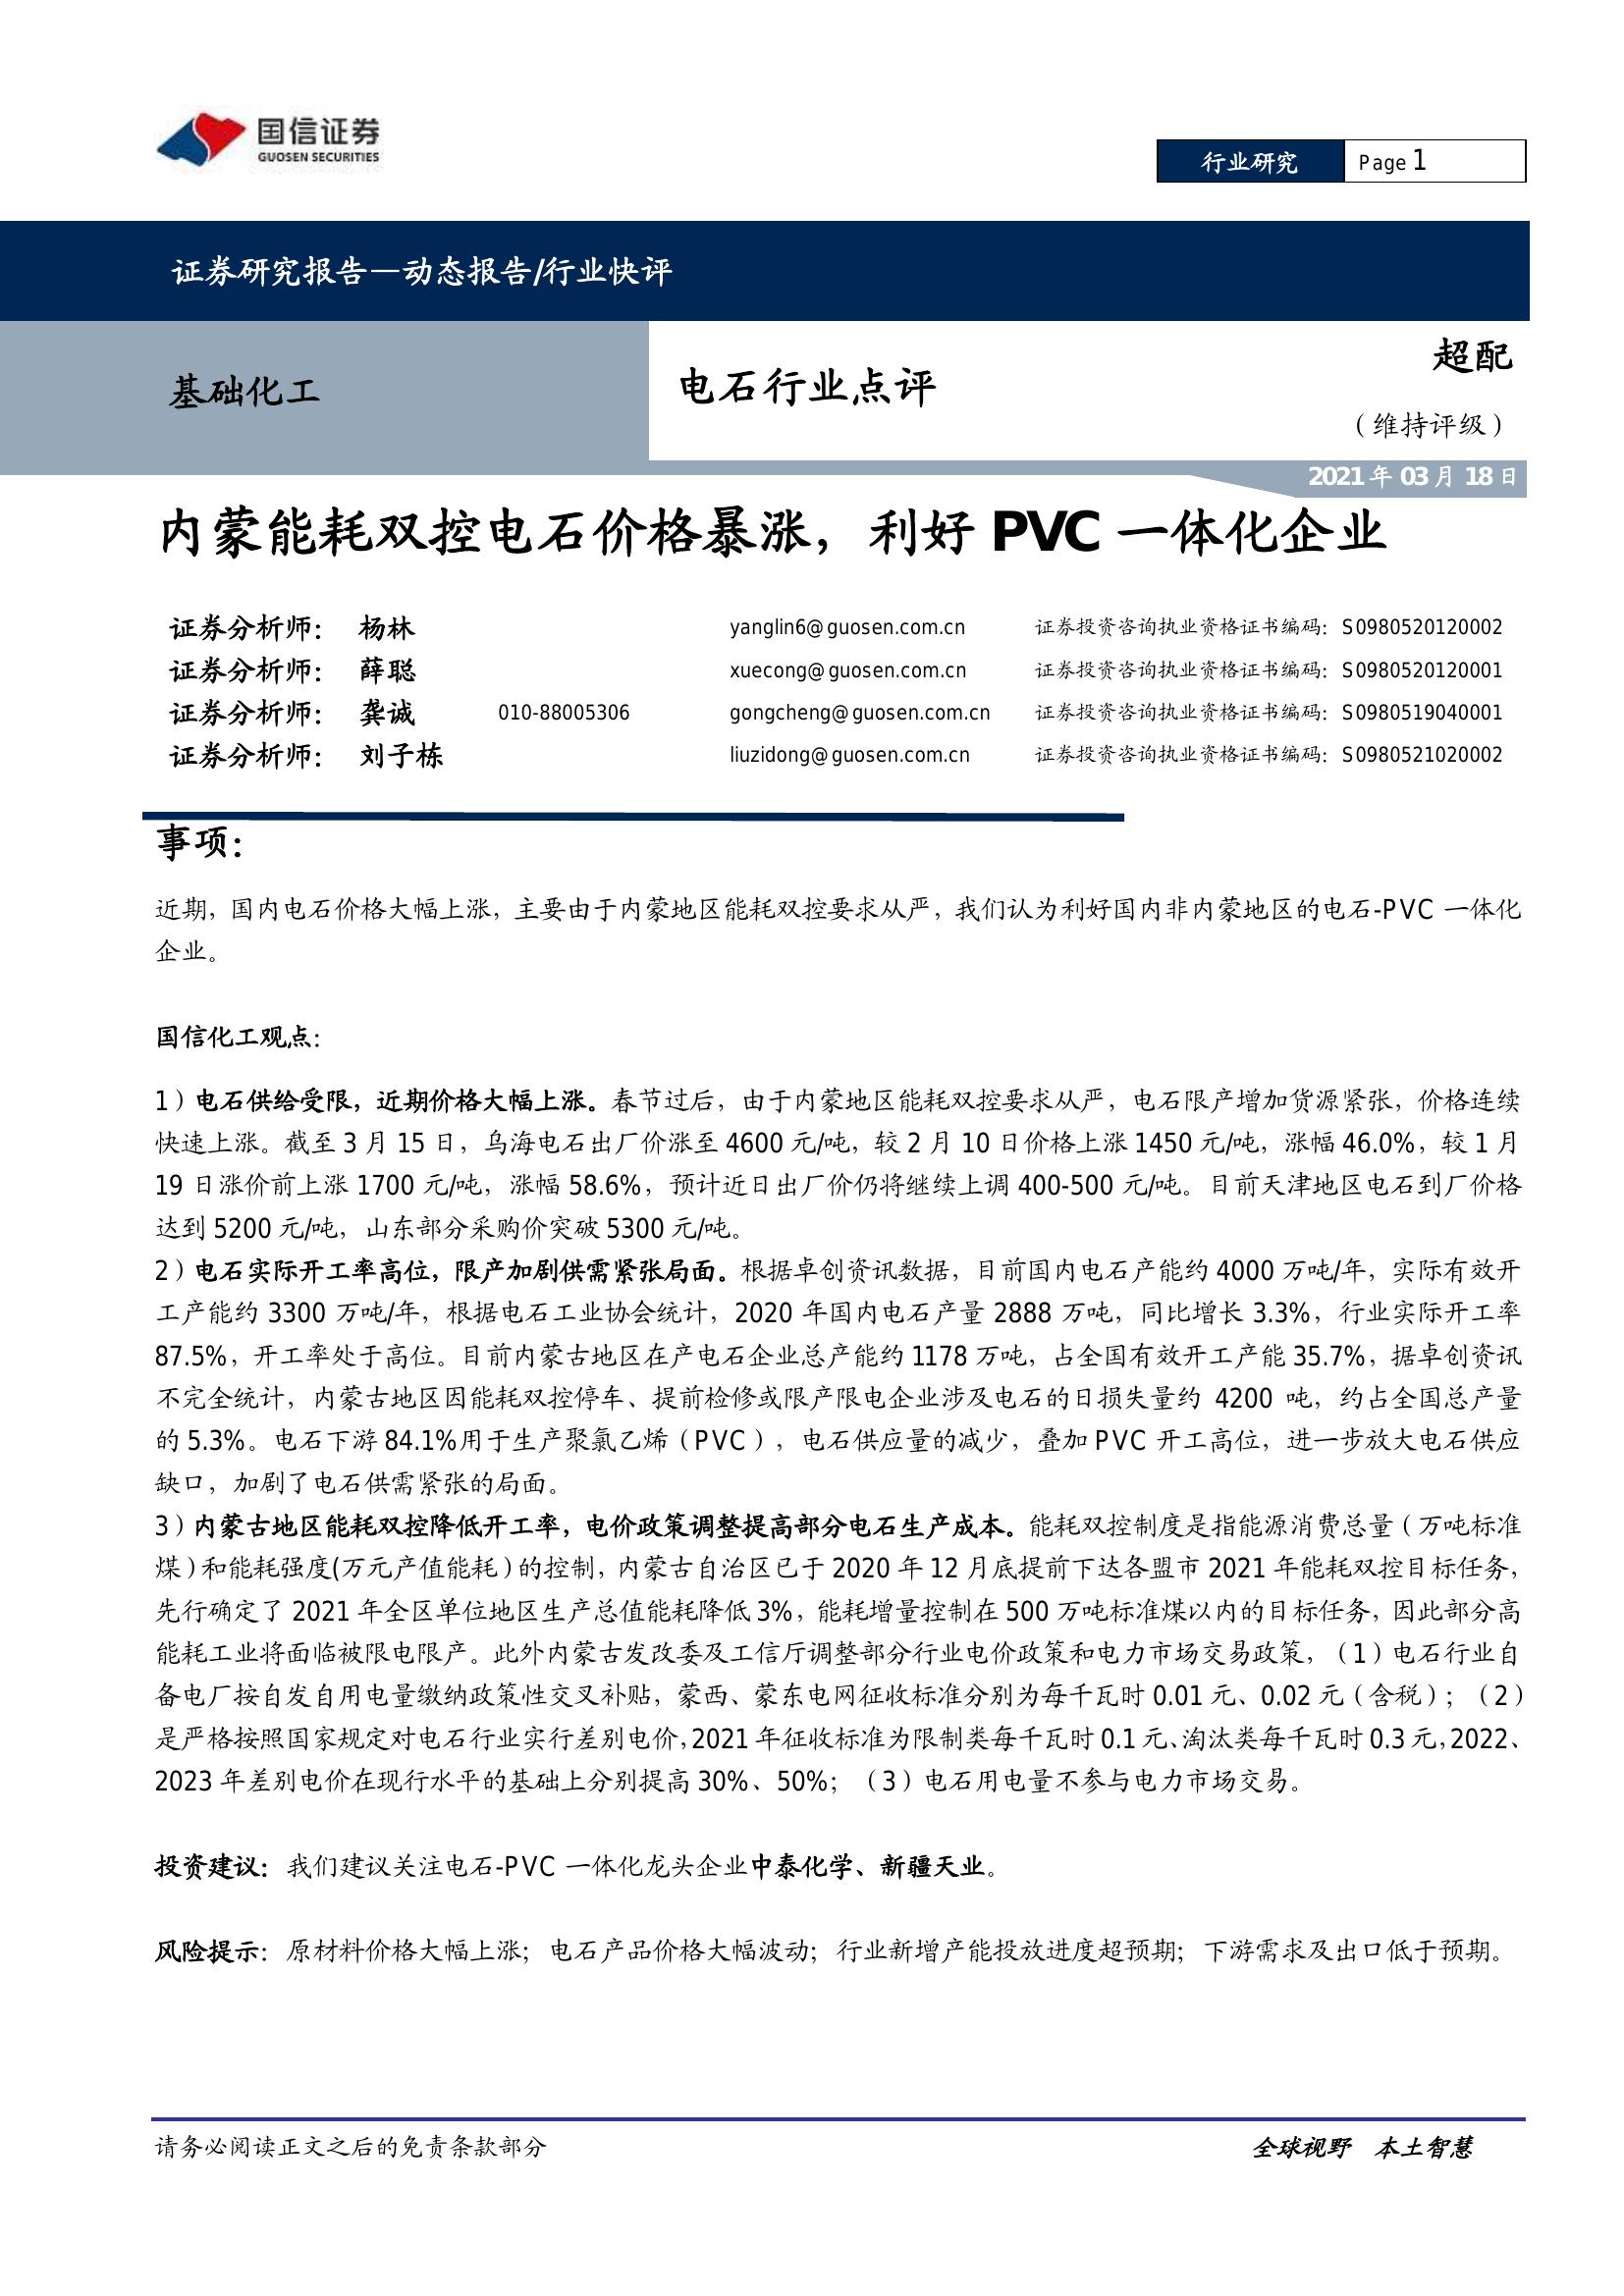 国信证券
GUOSEN SECURITIES
行业研究 Page 1
证券研究报告—动态报告/行业快评
基础化工
电石行业点评
超配
（维持评级）
2021 年 03 月 18 日
内蒙能耗双控电石价格暴涨，利好 PVC 一体化企业
证券分析师： 杨林 yanglin6@guosen.com.cn 证券投资咨询执业资格证书编码：S0980520120002
证券分析师： 薛聪 xuecong@guosen.com.cn 证券投资咨询执业资格证书编码：S0980520120001
证券分析师： 龚诚 010-88005306 gongcheng@guosen.com.cn 证券投资咨询执业资格证书编码：S0980519040001
证券分析师： 刘子栋 liuzidong@guosen.com.cn 证券投资咨询执业资格证书编码：S0980521020002
事项：
近期，国内电石价格大幅上涨，主要由于内蒙地区能耗双控要求从严，我们认为利好国内非内蒙地区的电石-PVC 一体化
企业。
国信化工观点：
1）电石供给受限，近期价格大幅上涨。春节过后，由于内蒙地区能耗双控要求从严，电石限产增加货源紧张，价格连续
快速上涨。截至 3 月 15 日，乌海电石出厂价涨至 4600 元/吨，较 2 月 10 日价格上涨 1450 元/吨，涨幅 46.0%，较 1 月
19 日涨价前上涨 1700 元/吨，涨幅 58.6%，预计近日出厂价仍将继续上调 400-500 元/吨。目前天津地区电石到厂价格
达到 5200 元/吨，山东部分采购价突破 5300 元/吨。
2）电石实际开工率高位，限产加剧供需紧张局面。根据卓创资讯数据，目前国内电石产能约 4000 万吨/年，实际有效开
工产能约 3300 万吨/年，根据电石工业协会统计，2020 年国内电石产量 2888 万吨，同比增长 3.3%，行业实际开工率
87.5%，开工率处于高位。目前内蒙古地区在产电石企业总产能约 1178 万吨，占全国有效开工产能 35.7%，据卓创资讯
不完全统计，内蒙古地区因能耗双控停车、提前检修或限产限电企业涉及电石的日损失量约 4200 吨，约占全国总产量
的 5.3%。电石下游 84.1%用于生产聚氯乙烯（PVC），电石供应量的减少，叠加 PVC 开工高位，进一步放大电石供应
缺口，加剧了电石供需紧张的局面。
3）内蒙古地区能耗双控降低开工率，电价政策调整提高部分电石生产成本。能耗双控制度是指能源消费总量（万吨标准
煤）和能耗强度(万元产值能耗)的控制，内蒙古自治区已于 2020 年 12 月底提前下达各盟市 2021 年能耗双控目标任务，
先行确定了 2021 年全区单位地区生产总值能耗降低 3%，能耗增量控制在 500 万吨标准煤以内的目标任务，因此部分高
能耗工业将面临被限电限产。此外内蒙古发改委及工信厅调整部分行业电价政策和电力市场交易政策，（1）电石行业自
备电厂按自发自用电量缴纳政策性交叉补贴，蒙西、蒙东电网征收标准分别为每千瓦时 0.01 元、0.02 元（含税）；（2）
是严格按照国家规定对电石行业实行差别电价，2021 年征收标准为限制类每千瓦时 0.1 元、淘汰类每千瓦时 0.3 元，2022、
2023 年差别电价在现行水平的基础上分别提高 30%、50%；（3）电石用电量不参与电力市场交易。
投资建议：我们建议关注电石-PVC 一体化龙头企业中泰化学、新疆天业。
风险提示：原材料价格大幅上涨；电石产品价格大幅波动；行业新增产能投放进度超预期；下游需求及出口低于预期。
请务必阅读正文之后的免责条款部分 全球视野 本土智慧